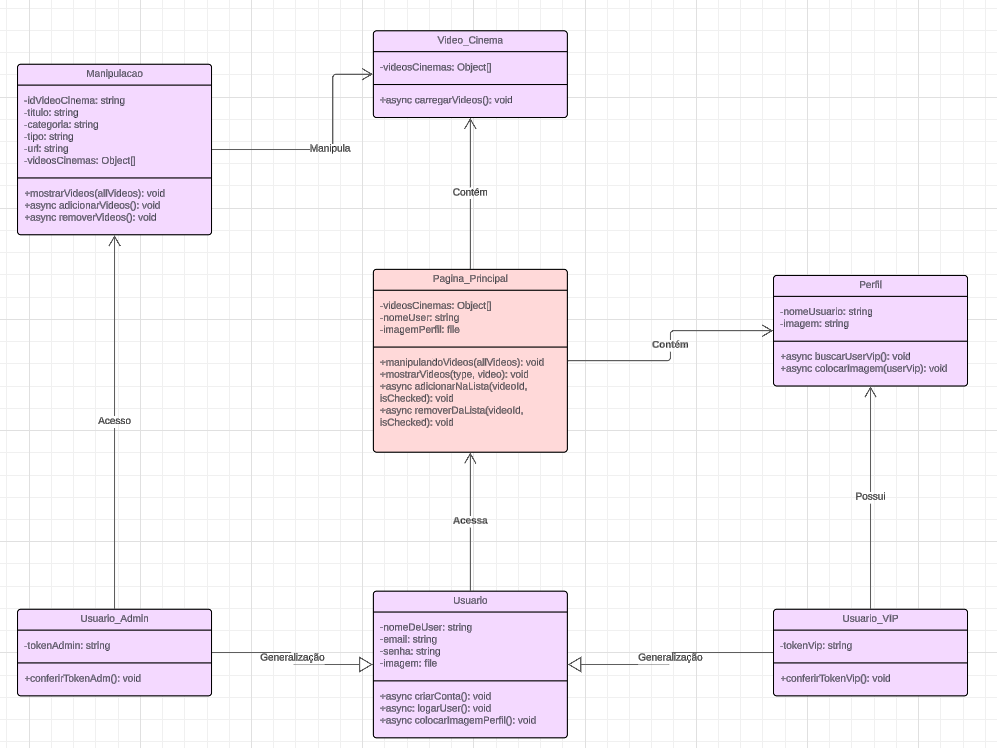 Video_Cinema
-videosCinemas: Object[]
+async carregarVideos(): void
Manipulacao
-idVideoCinema: string
-titulo: string
-categoria: string
-tipo: string
-url: string
-videosCinemas: Object[]
+mostrarVideos(allVideos): void
+async adicionarVideos(): void
+async removerVideos(): void
Manipula
Contém
Pagina_Principal
-videosCinemas: Object[]
-nomeUser: string
-imagemPerfil: file
+manipulandoVideos(allVideos): void
+mostrarVideos(type, video): void
+async adicionarNaLista(videoId,
isChecked): void
+async removerDaLista(videoId,
isChecked): void
Contém
Perfil
-nomeUsuario: string
-imagem: string
+async buscarUserVip(): void
+async colocarImagem(userVip): void
Acesso
Acessa
Possui
Usuario_Admin
-tokenAdmin: string
+conferirTokenAdm(): void
Generalização
Usuario
-nomeDeUser: string
-email: string
-senha: string
-imagem: file
+async criarConta(): void
+async: logarUser(): void
+async colocarImagemPerfil(): void
Generalização
Usuario_VIP
-tokenVip: string
+conferirTokenVip(): void